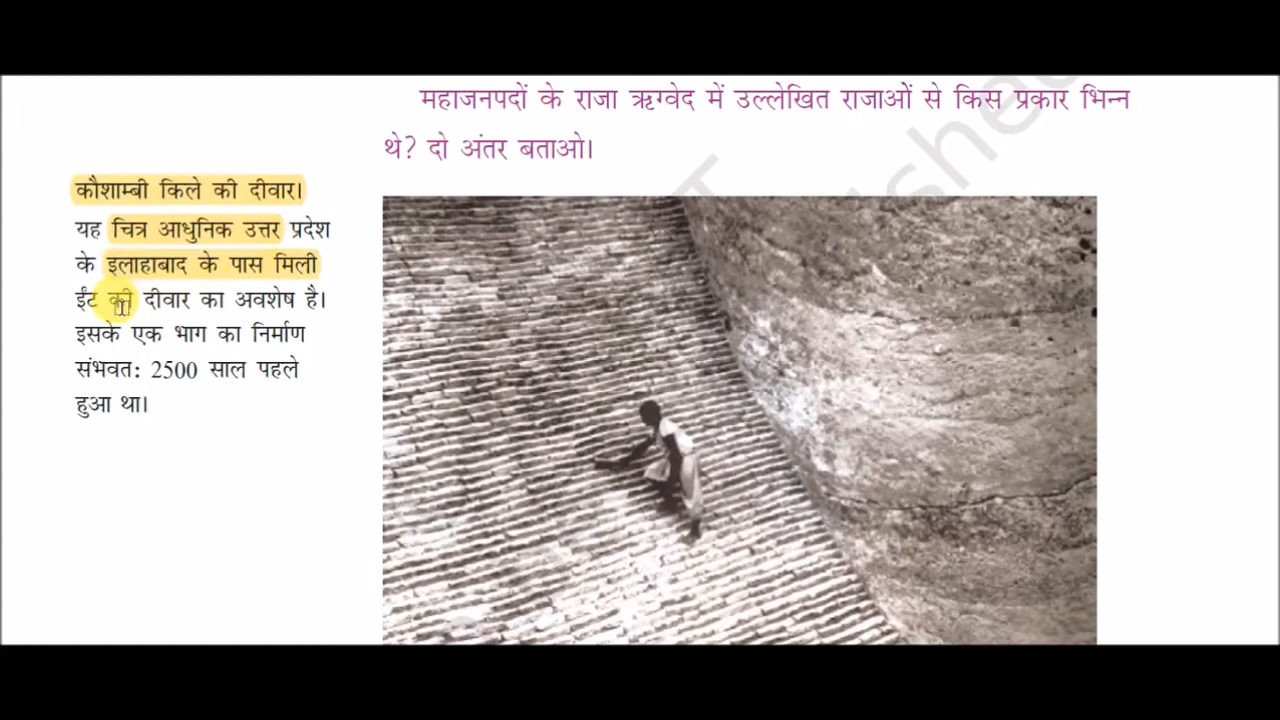 महाजनपदों के राजा ऋग्वेद में उल्लेखित राजाओं से किस प्रकार भिन्न
थे? दो अंतर बताओ।
कौशाम्बी किले की दीवार।
यह चित्र आधुनिक उत्तर प्रदेश
के इलाहाबाद के पास मिली
ईंट की दीवार का अवशेष है।
इसके एक भाग का निर्माण
संभवत: 2500 साल पहले
हुआ था।